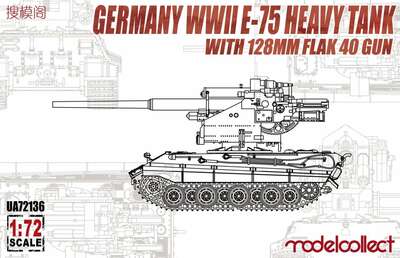 搜模阁
GERMANY WWII E-75 HEAVY TANK
WITH 128MM FLAK 40 GUN
UA72136
1:72
SCALE
modelcollect